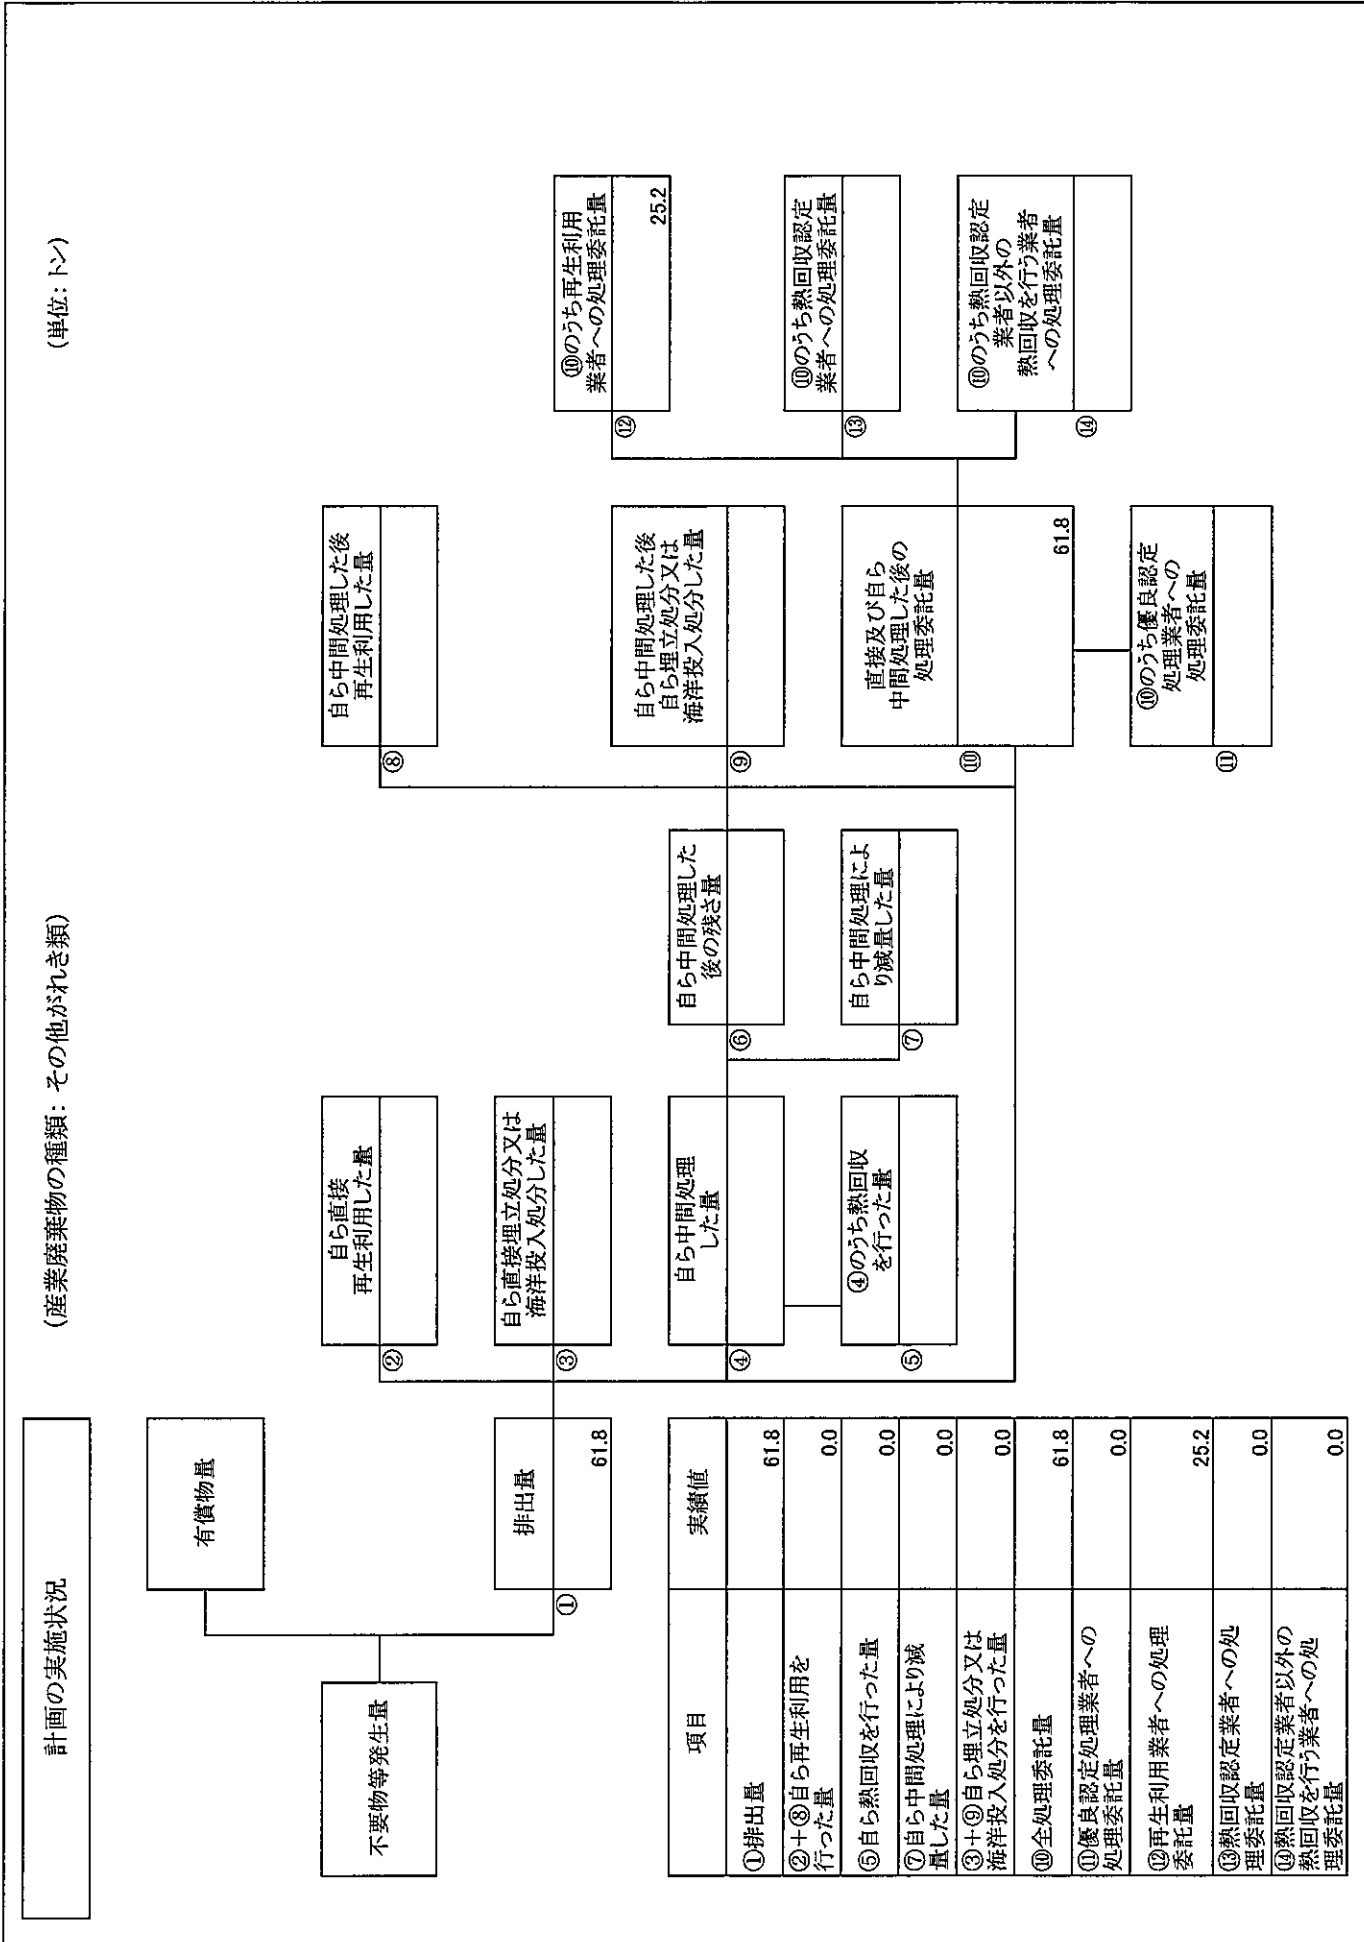 計画の実施状況
(産業廃棄物の種類: その他がれき類)
(単位: トン)
不要物等発生量
有償物量
①
排出量
61.8
②
自ら直接
再生利用した量
③
自ら直接埋立処分又は
海洋投入処分した量
④
自ら中間処理
した量
⑤
④のうち熱回収
を行った量
⑥
自ら中間処理した
後の残さ量
⑦
自ら中間処理によ
り減量した量
⑧
自ら中間処理した後
再生利用した量
⑨
自ら中間処理した後
自ら埋立処分又は
海洋投入処分した量
⑩
直接及び自ら
中間処理した後の
処理委託量
61.8
⑪
⑩のうち優良認定
処理業者への
処理委託量
⑫
⑩のうち再生利用
業者への処理委託量
25.2
⑬
⑩のうち熱回収認定
業者への処理委託量
⑭
⑩のうち熱回収認定
業者以外の
熱回収を行う業者
への処理委託量
項目 実績値
①排出量 61.8
②+⑧自ら再生利用を
行った量 0.0
⑤自ら熱回収を行った量 0.0
⑦自ら中間処理により減
量した量 0.0
③+⑨自ら埋立処分又は
海洋投入処分を行った量 0.0
⑩全処理委託量 61.8
⑪優良認定処理業者への
処理委託量 0.0
⑫再生利用業者への処理
委託量 25.2
⑬熱回収認定業者への処
理委託量 0.0
⑭熱回収認定業者以外の
熱回収を行う業者への処
理委託量 0.0